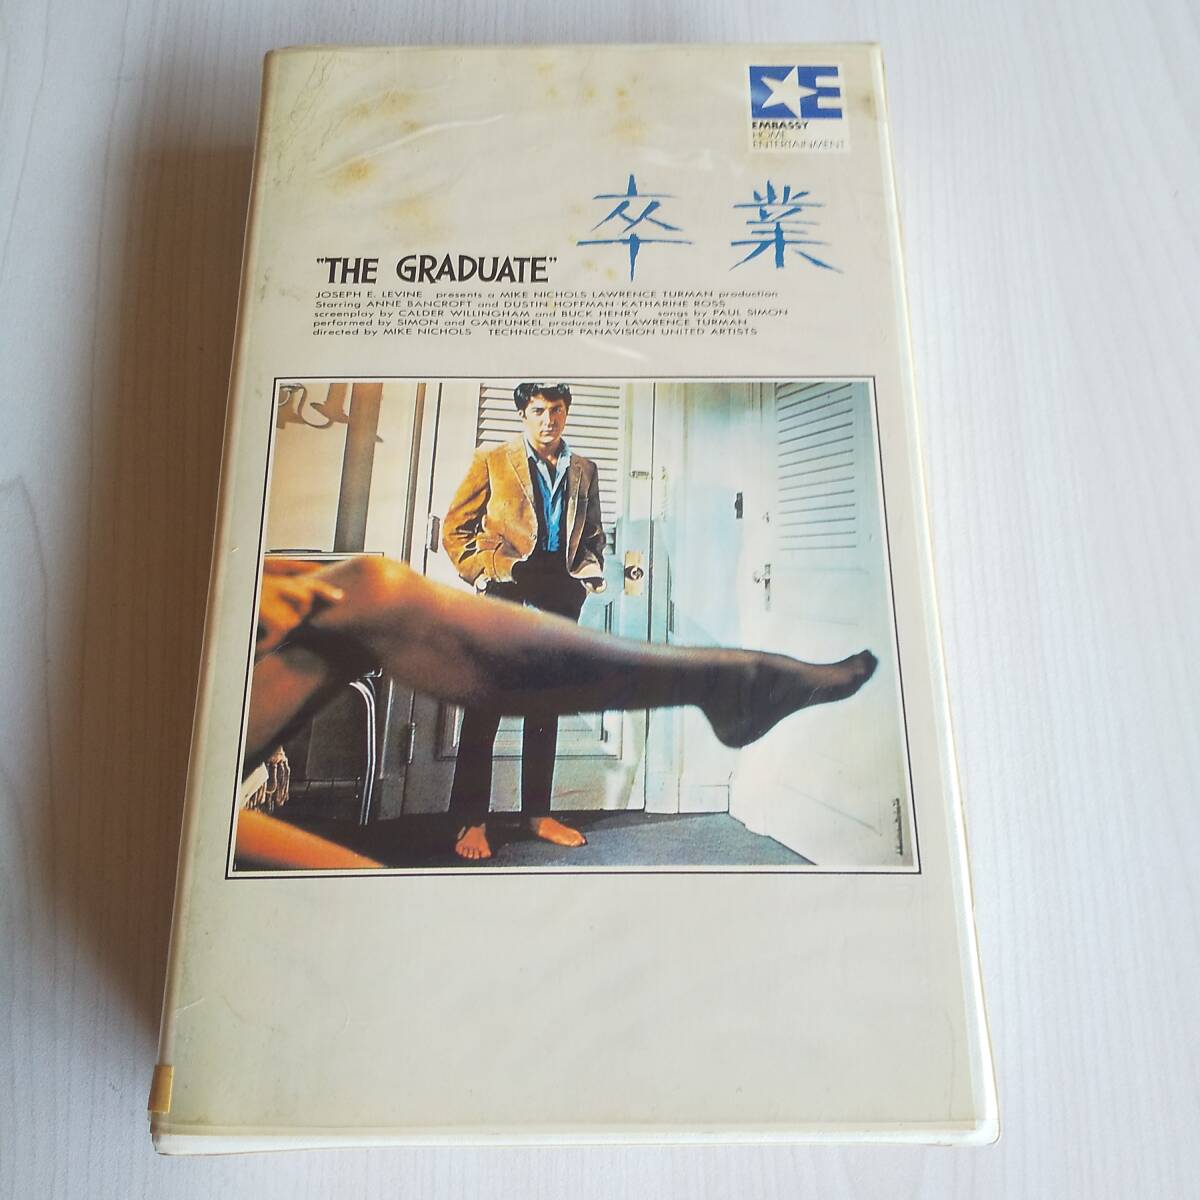 EMBASSY
HOME
ENTERTAINMENT
卒業
"THE GRADUATE"
JOSEPH E. LEVINE presents a MIKE NICHOLS LAWRENCE TURMAN production
Starring ANNE BANCROFT and DUSTIN HOFFMAN·KATHARINE ROSS
screenplay by CALDER WILLINGHAM and BUCK HENRY songs by PAUL SIMON
performed by SIMON and GARFUNKEL produced by LAWRENCE TURMAN
directed by MIKE NICHOLS TECHNICOLOR PANAVISION UNITED ARTISTS